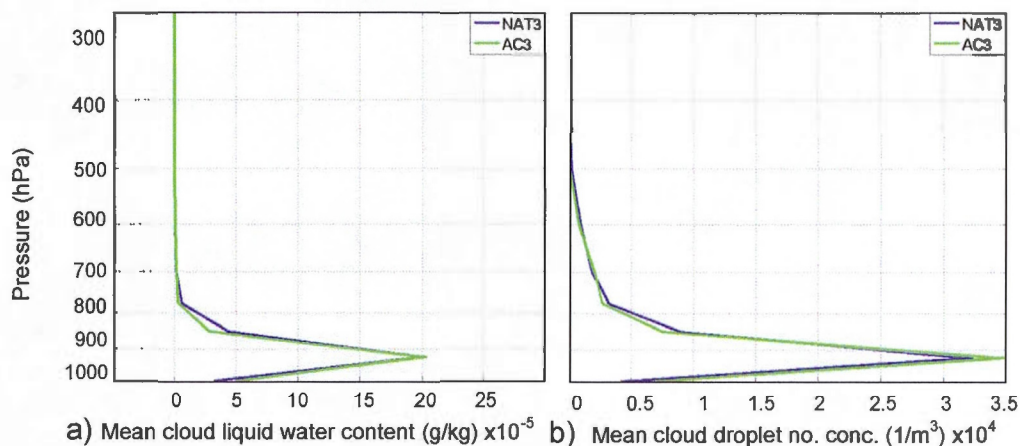 NAT3
AC3
NAT3
AC3
Pressure (hPa)
300
400
500
600
700
800
900
1000
0 5 10 15 20 25
0 0.5 1 1.5 2 2.5 3 3.5
a) Mean cloud liquid water content (g/kg) x10⁻⁵
b) Mean cloud droplet no. conc. (1/m³) x10⁴